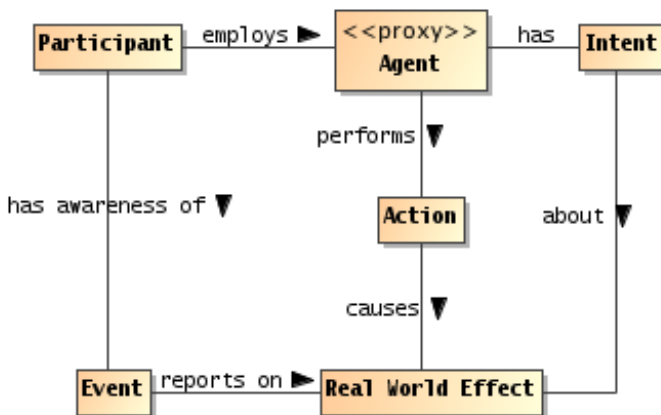 Participant
employs
<<proxy>>
Agent
has
Intent
performs
has awareness of
Action
about
causes
Event
reports on
Real World Effect